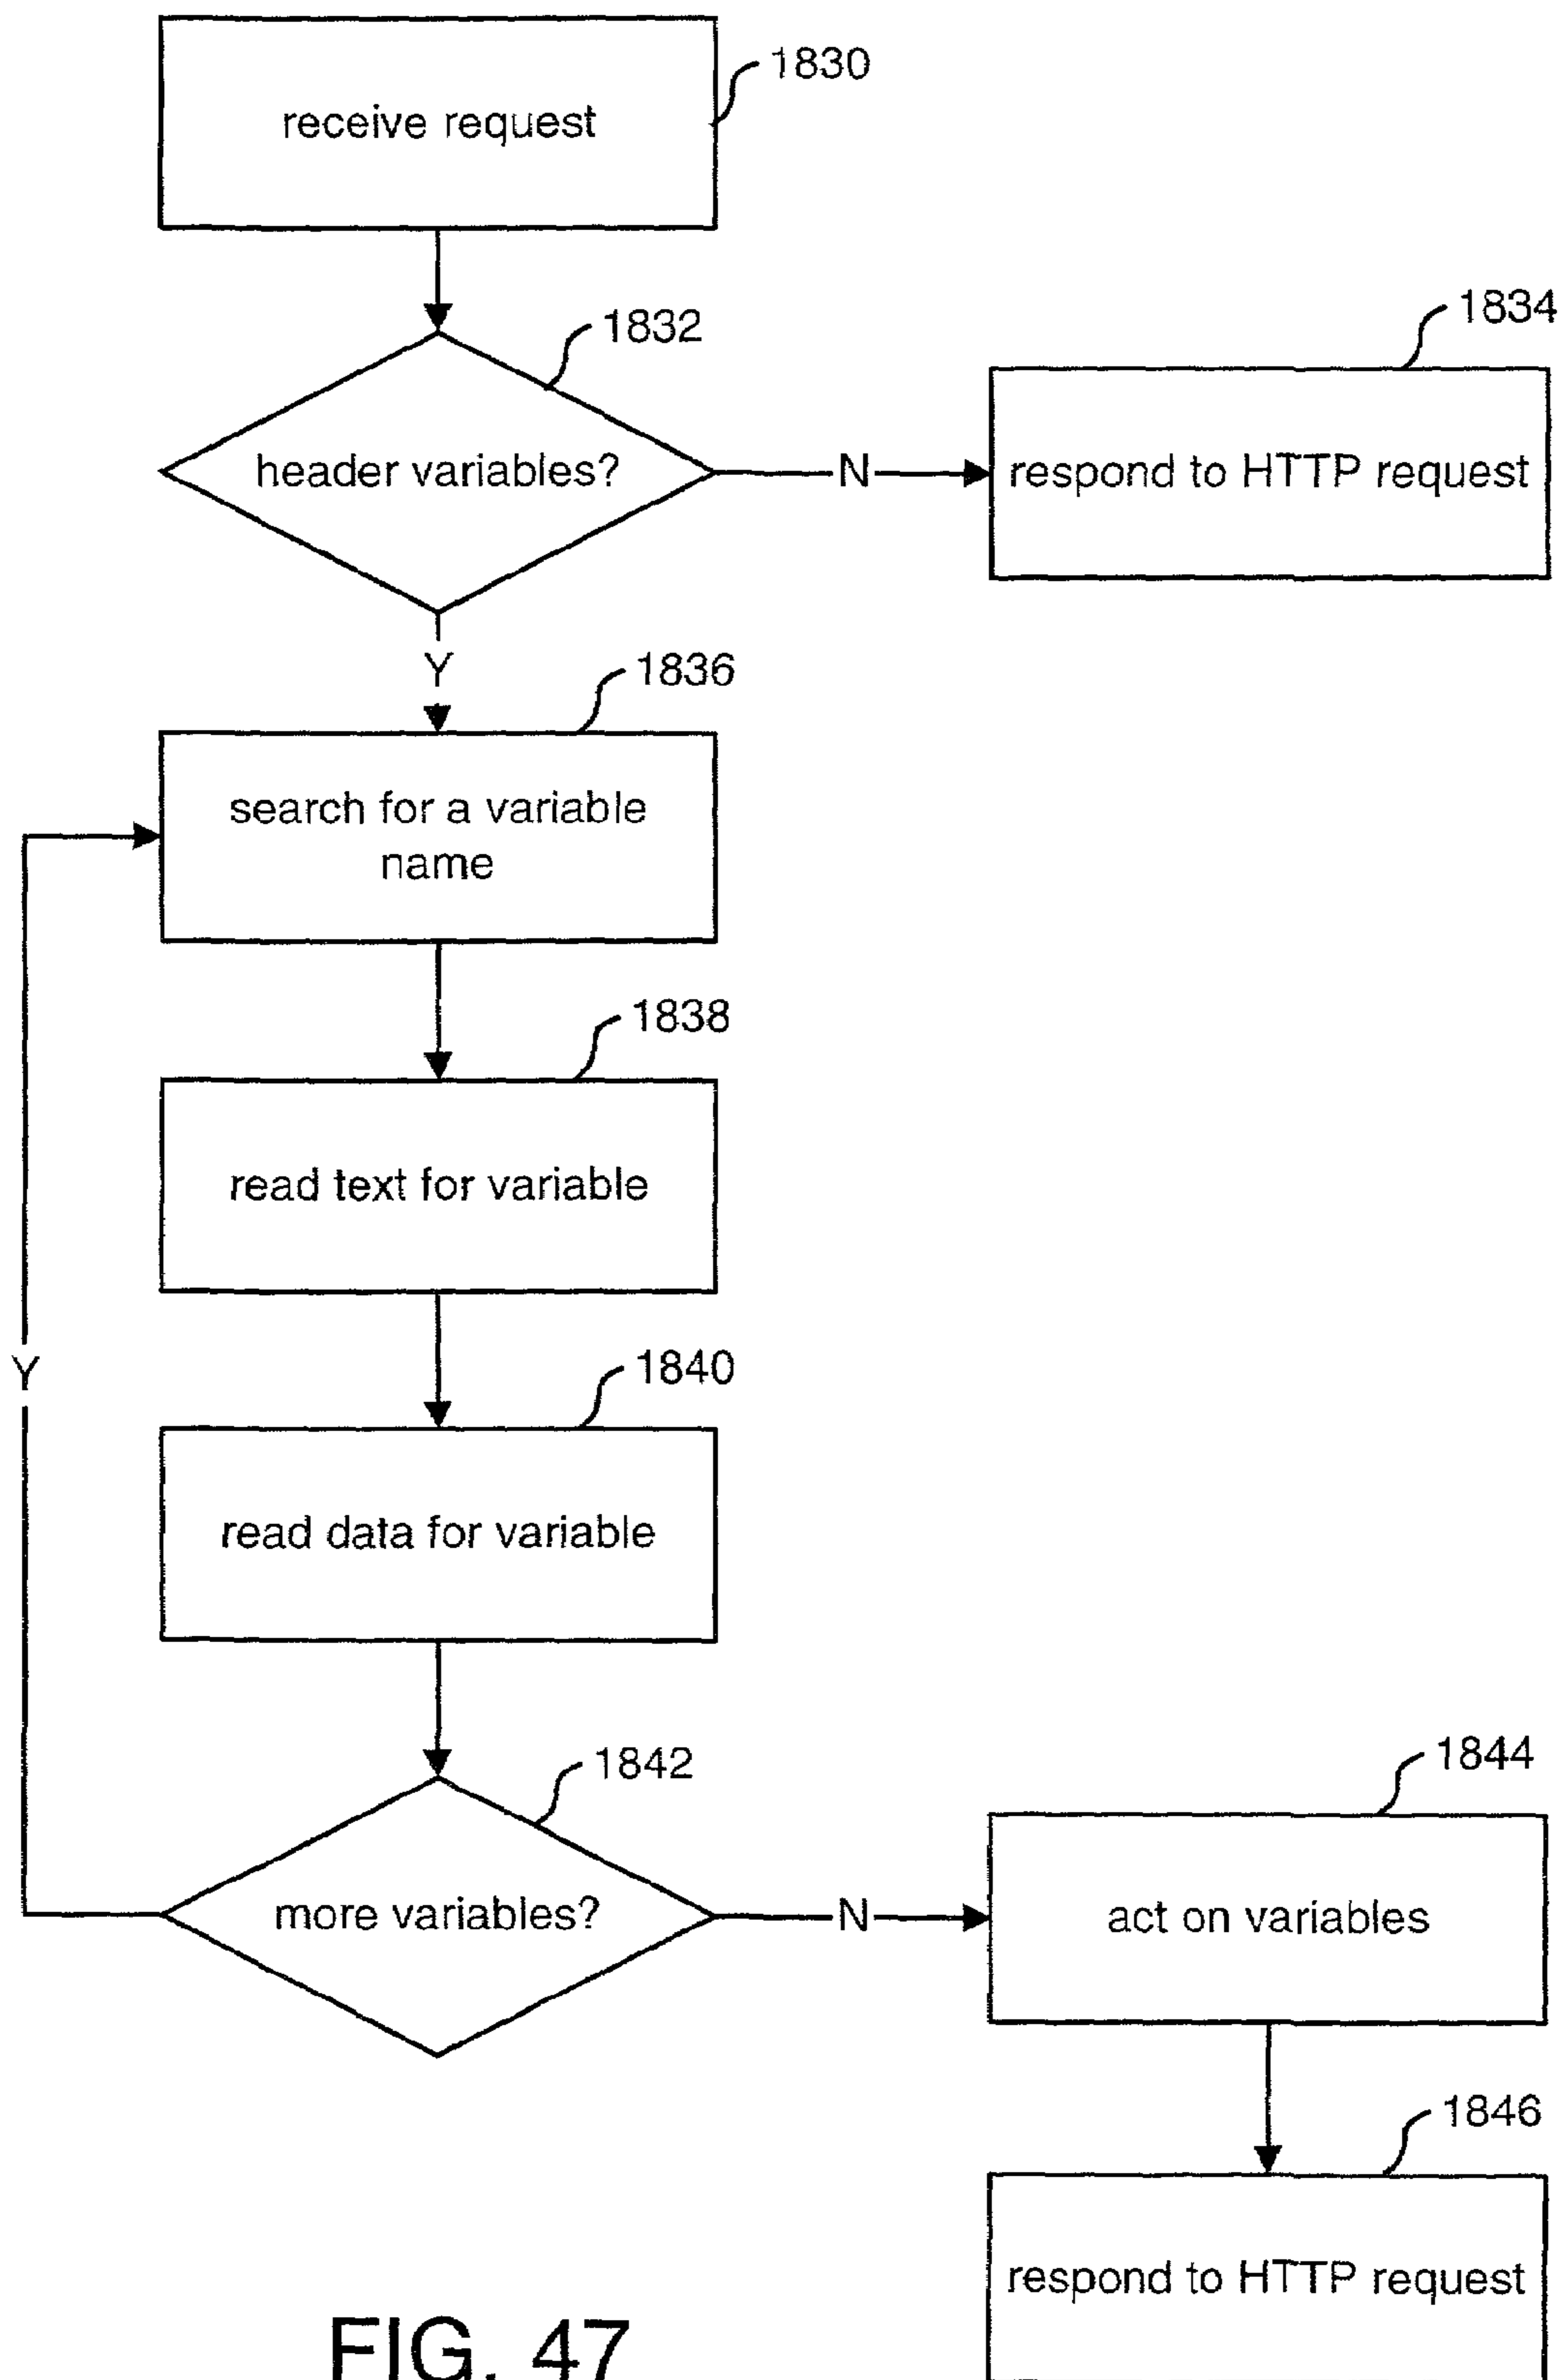 receive request
1830
1832
header variables?
N
1834
respond to HTTP request
Y
1836
search for a variable
name
1838
read text for variable
Y
1840
read data for variable
1842
more variables?
N
1844
act on variables
1846
respond to HTTP request
FIG. 47